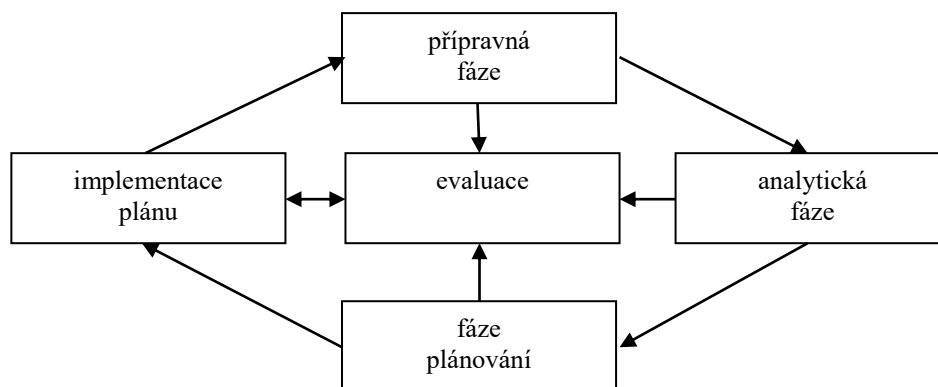 přípravná
fáze
implementace
plánu
evaluace
analytická
fáze
fáze
plánování